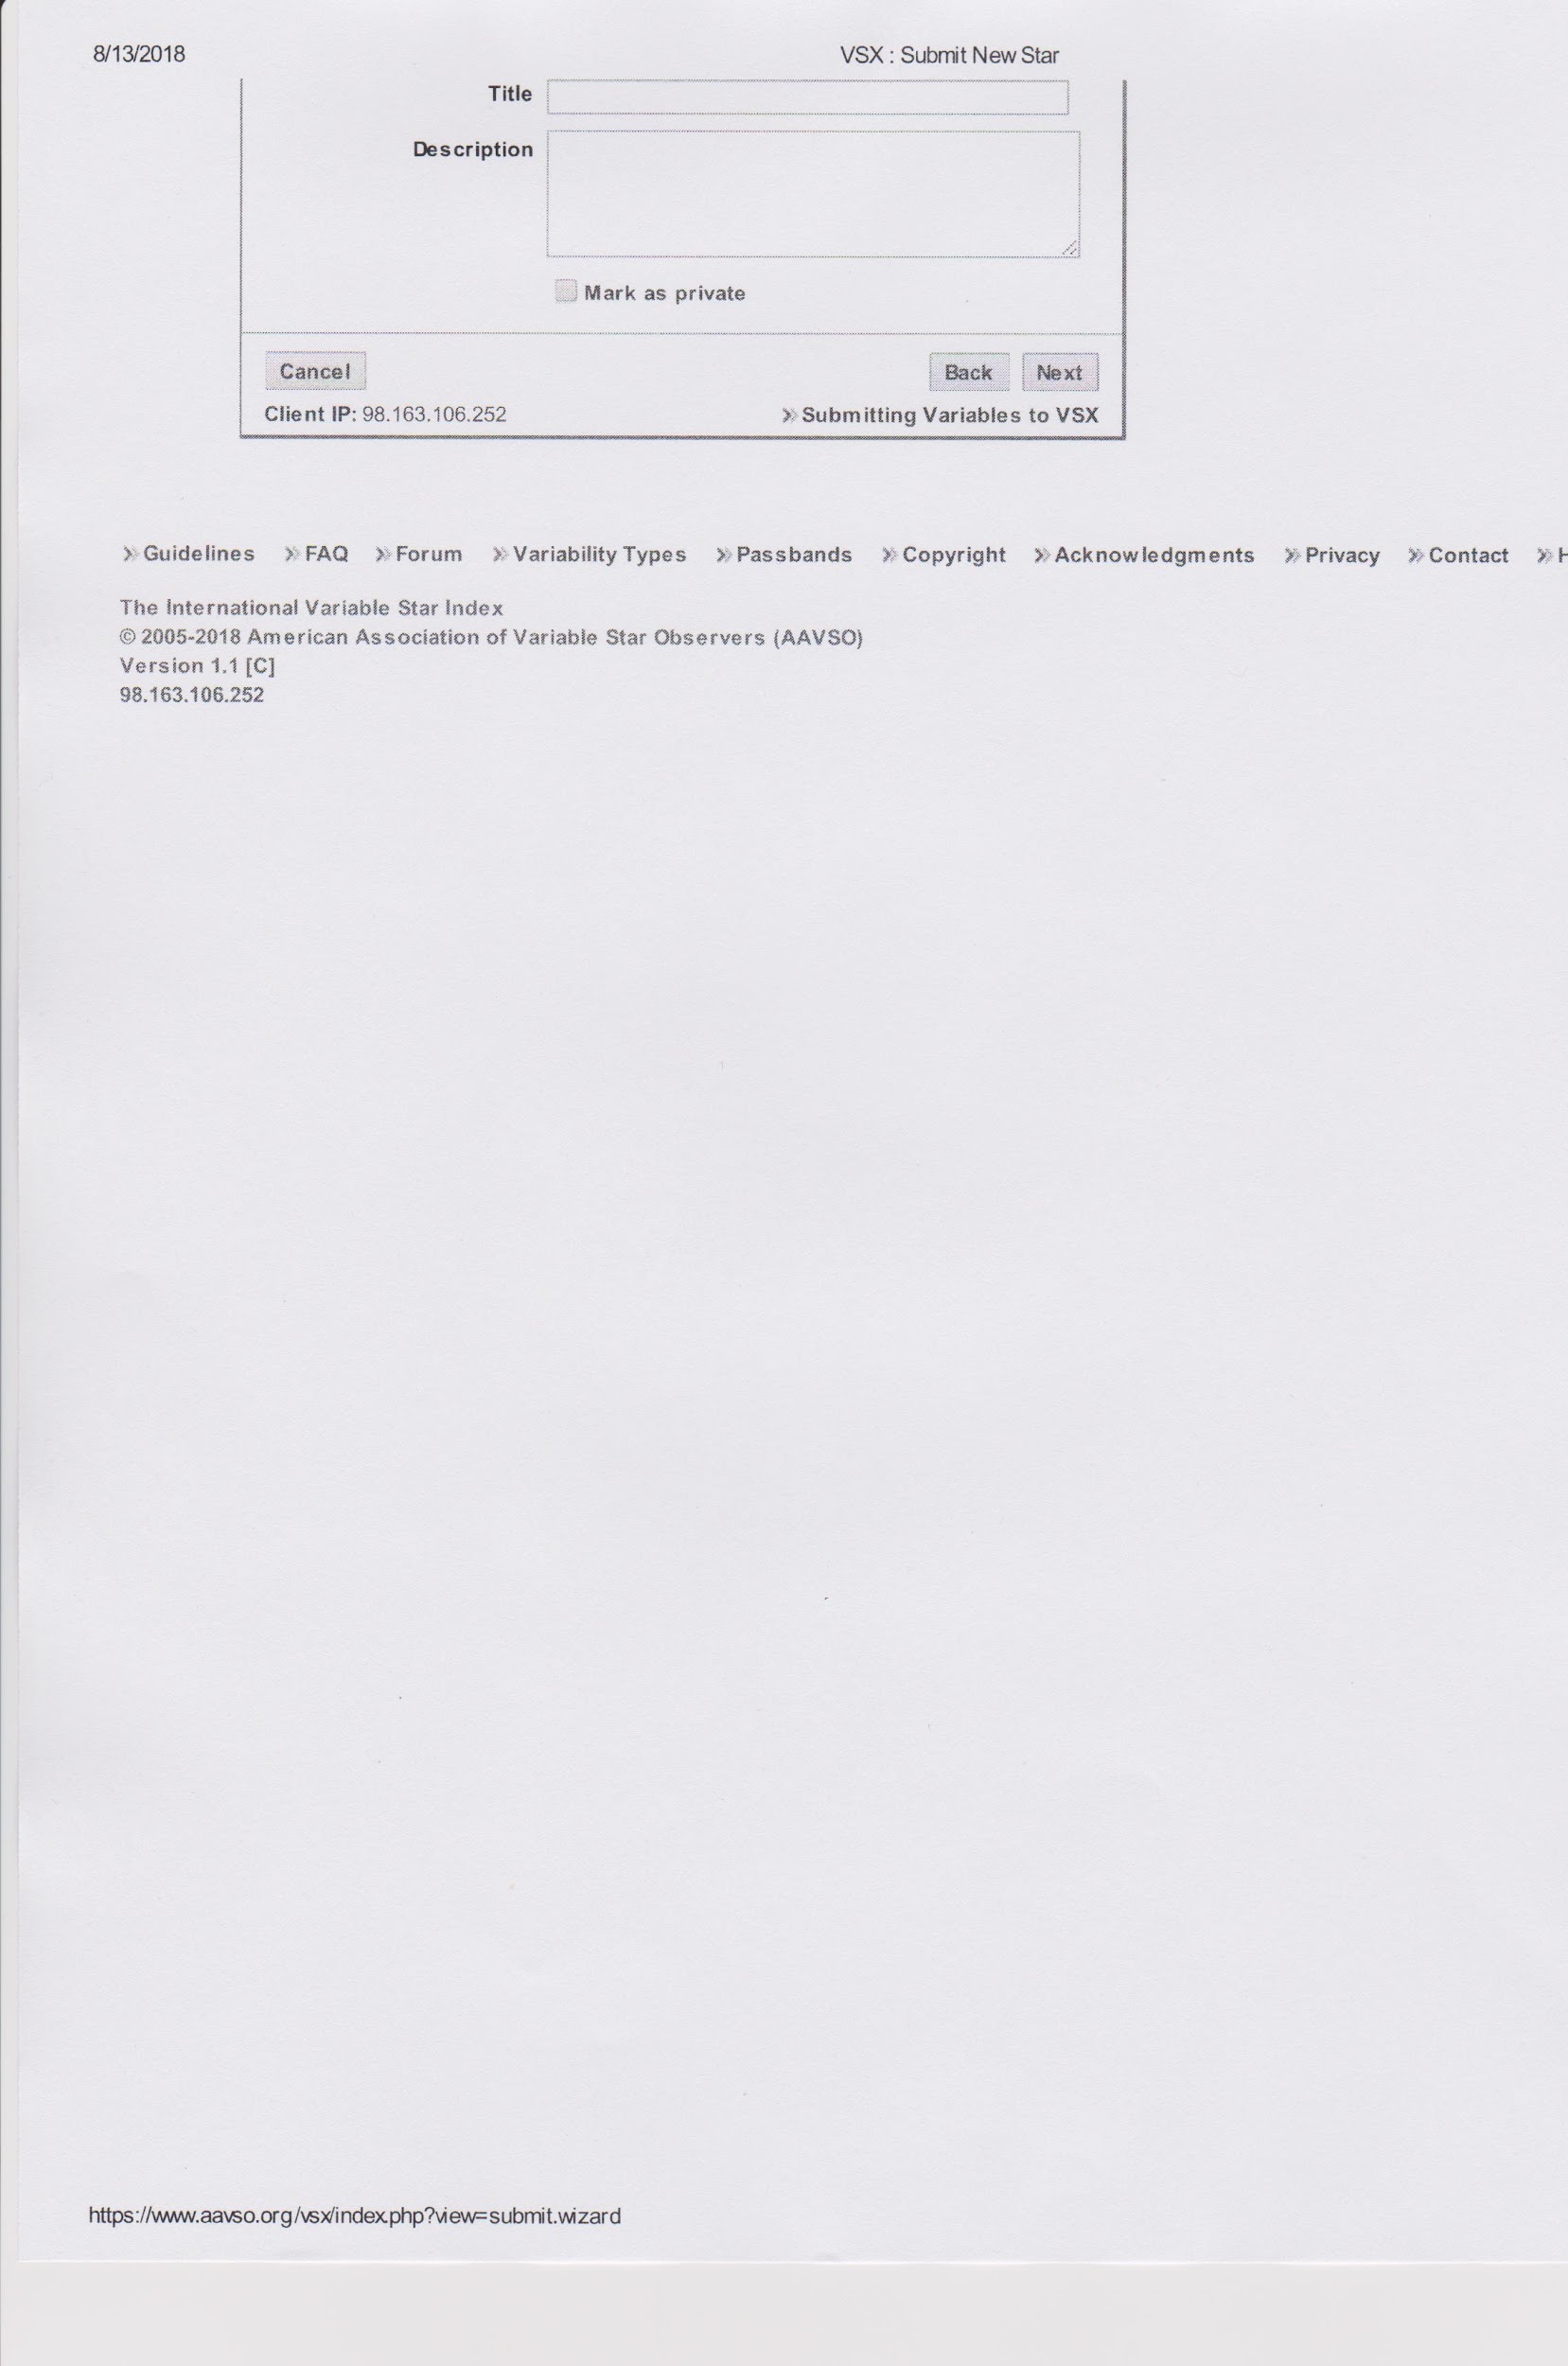 8/13/2018 VSX : Submit New Star
Title
Description
Mark as private
Cancel Back Next
Client IP: 98.163.106.252 » Submitting Variables to VSX
» Guidelines » FAQ » Forum » Variability Types » Passbands » Copyright » Acknowledgments » Privacy » Contact » H
The International Variable Star Index
© 2005-2018 American Association of Variable Star Observers (AAVSO)
Version 1.1 [C]
98.163.106.252
https://www.aavso.org/vsx/index.php?view=submit.wizard